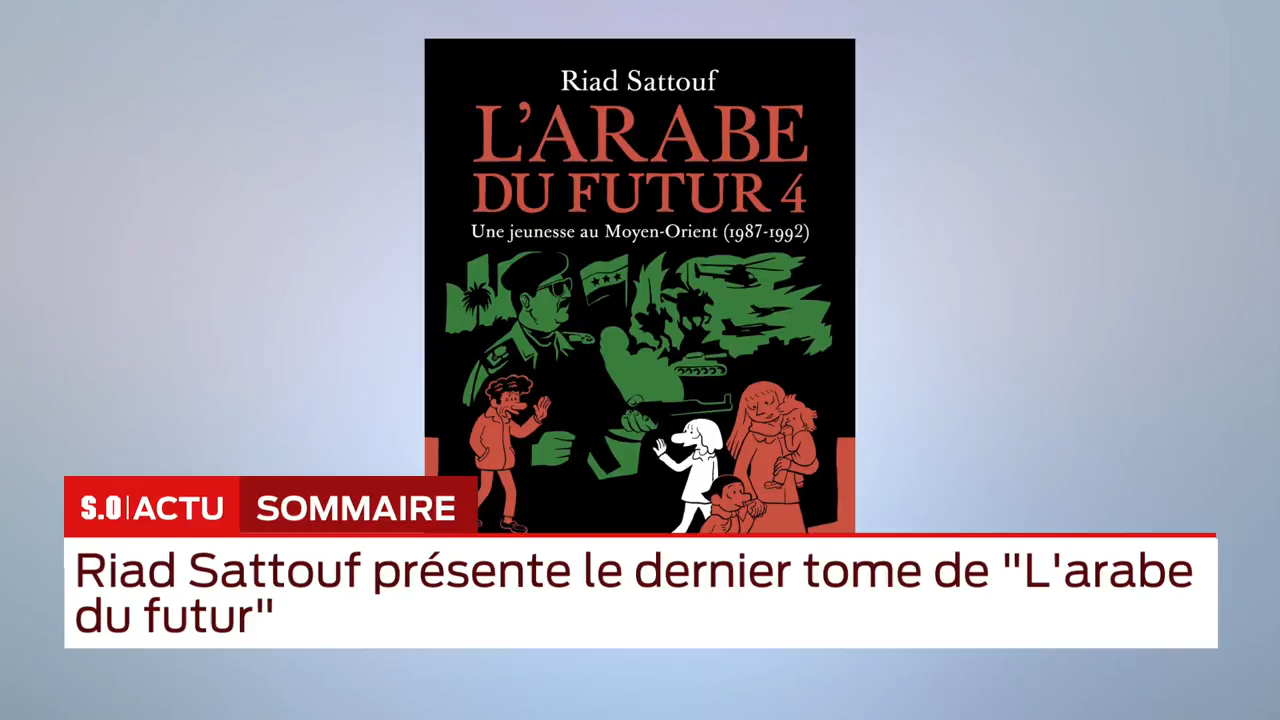 Riad Sattouf
L'ARABE
DU FUTUR 4
Une jeunesse au Moyen-Orient (1987-1992)
S.O | ACTU SOMMAIRE
Riad Sattouf présente le dernier tome de "L'arabe
du futur"